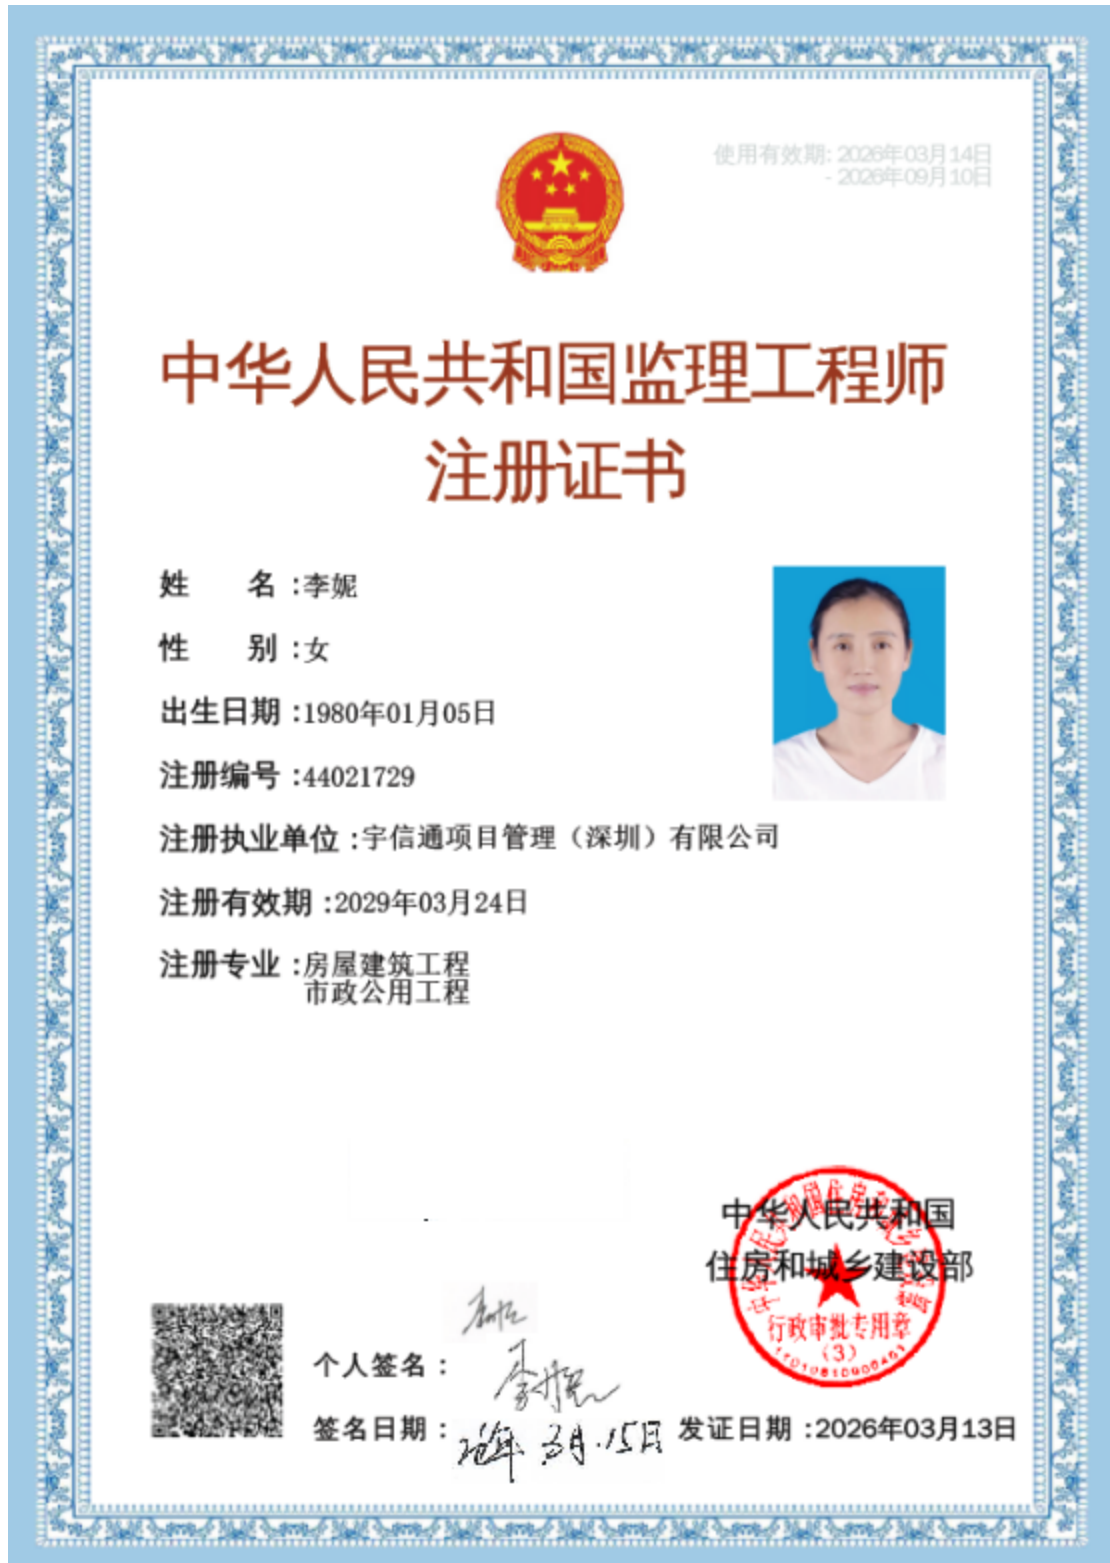 使用有效期: 2026年03月14日
- 2026年09月10日
中华人民共和国监理工程师
注册证书
姓 名 :李妮
性 别 :女
出生日期 :1980年01月05日
注册编号 :44021729
注册执业单位 :宇信通项目管理（深圳）有限公司
注册有效期 :2029年03月24日
注册专业 :房屋建筑工程
市政公用工程
中华人民共和国
住房和城乡建设部
行政审批专用章
（3）
个人签名 :
签名日期 : 3月.15日
发证日期 :2026年03月13日